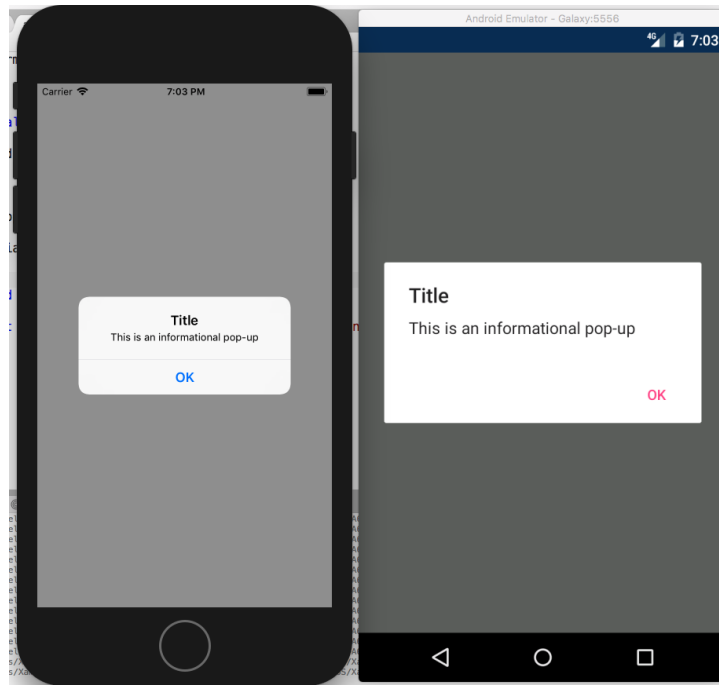 Android Emulator - Galaxy:5556
4G 7:03
Carrier 7:03 PM
Title
This is an informational pop-up
OK
Title
This is an informational pop-up
OK